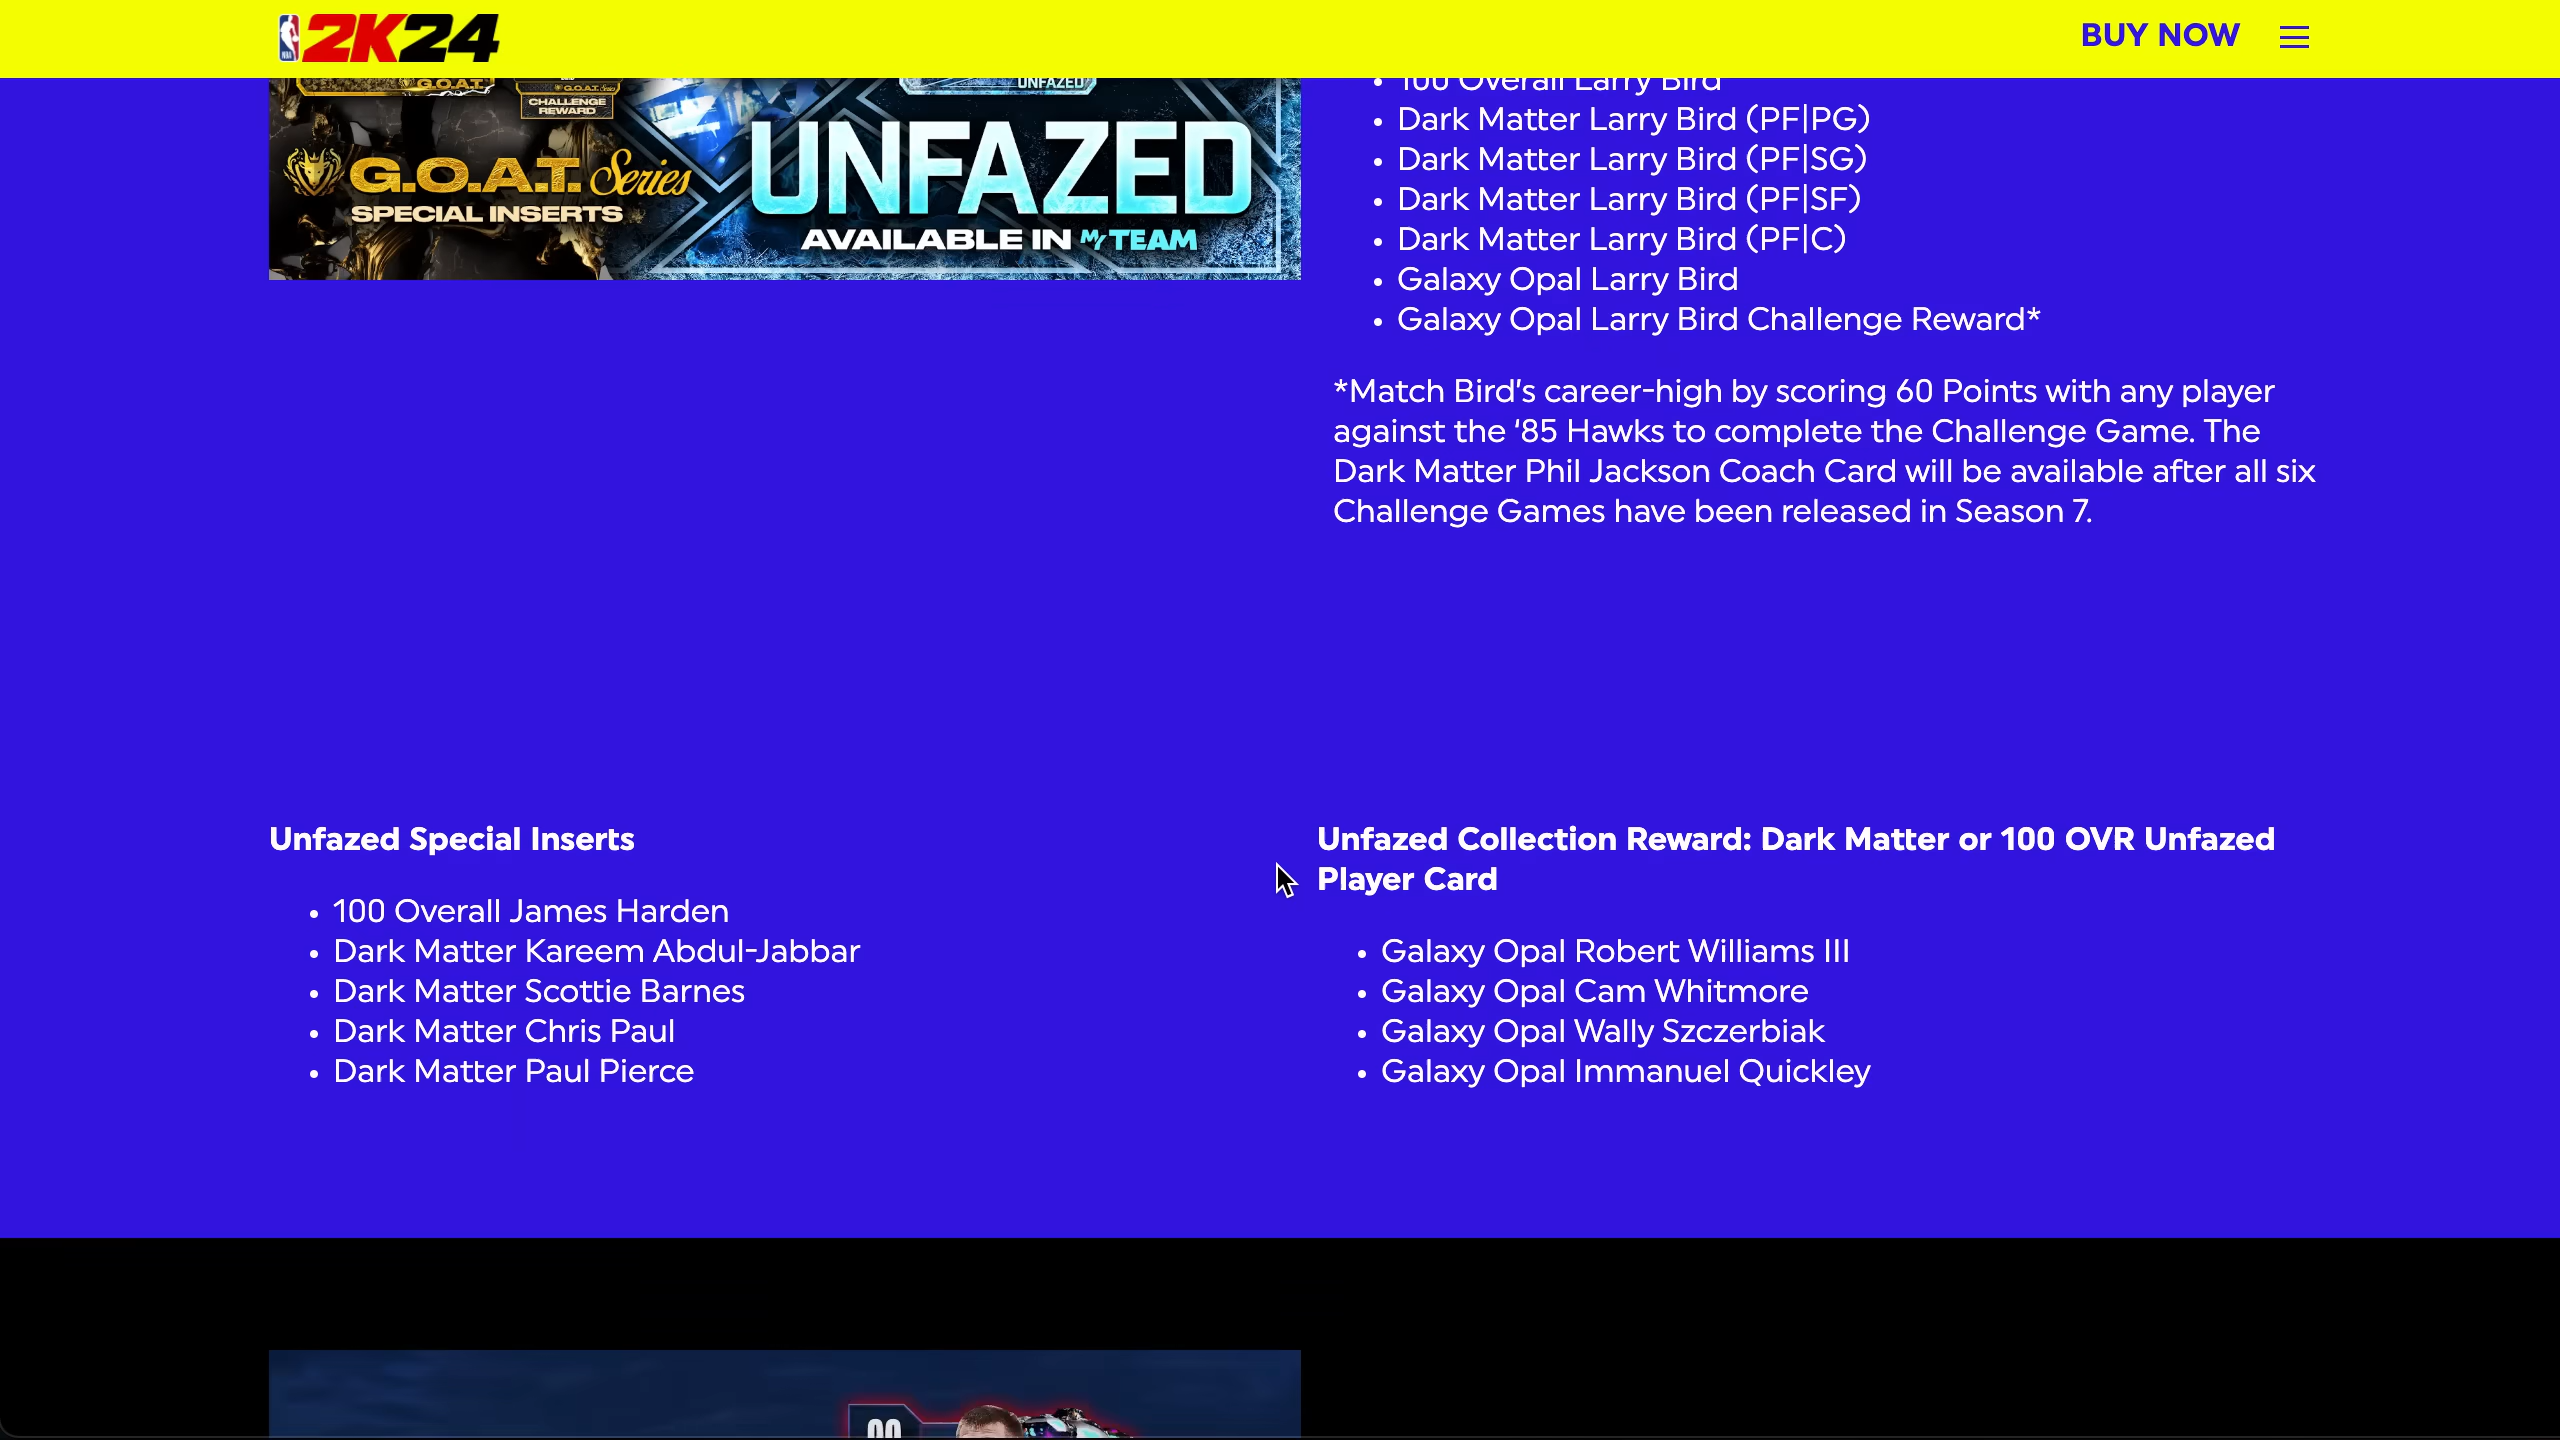 2K24
BUY NOW
G.O.A.T.
G.O.A.T. Series
CHALLENGE
REWARD
UNFAZED
G.O.A.T. Series
SPECIAL INSERTS
UNFAZED
AVAILABLE IN MyTEAM
• 100 Overall Larry Bird
• Dark Matter Larry Bird (PF|PG)
• Dark Matter Larry Bird (PF|SG)
• Dark Matter Larry Bird (PF|SF)
• Dark Matter Larry Bird (PF|C)
• Galaxy Opal Larry Bird
• Galaxy Opal Larry Bird Challenge Reward*
*Match Bird's career-high by scoring 60 Points with any player
against the '85 Hawks to complete the Challenge Game. The
Dark Matter Phil Jackson Coach Card will be available after all six
Challenge Games have been released in Season 7.
Unfazed Special Inserts
• 100 Overall James Harden
• Dark Matter Kareem Abdul-Jabbar
• Dark Matter Scottie Barnes
• Dark Matter Chris Paul
• Dark Matter Paul Pierce
Unfazed Collection Reward: Dark Matter or 100 OVR Unfazed
Player Card
• Galaxy Opal Robert Williams III
• Galaxy Opal Cam Whitmore
• Galaxy Opal Wally Szczerbiak
• Galaxy Opal Immanuel Quickley